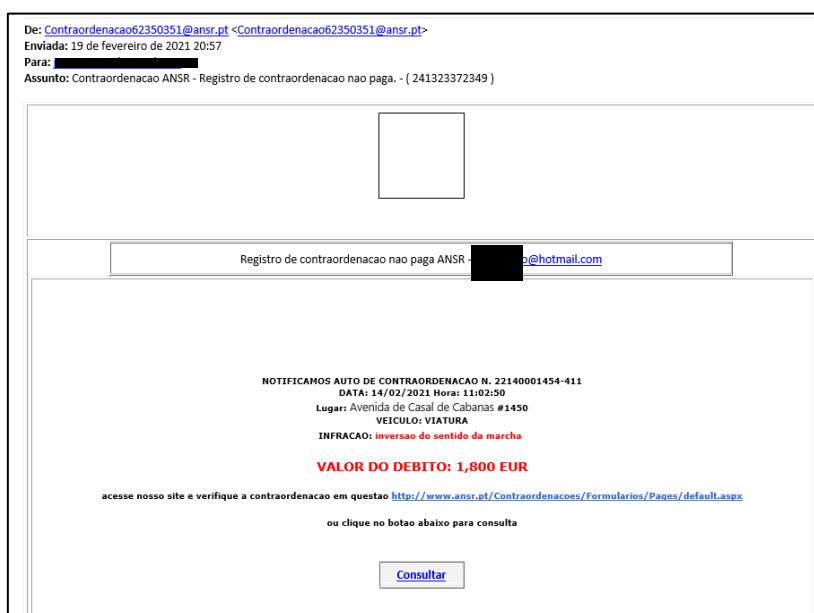 De: Contraordenacao62350351@ansr.pt <Contraordenacao62350351@ansr.pt>
Enviada: 19 de fevereiro de 2021 20:57
Para:
Assunto: Contraordenacao ANSR - Registro de contraordenacao nao paga. - ( 241323372349 )
Registro de contraordenacao nao paga ANSR - @hotmail.com
NOTIFICAMOS AUTO DE CONTRAORDENACAO N. 22140001454-411
DATA: 14/02/2021 Hora: 11:02:50
Lugar: Avenida de Casal de Cabanas #1450
VEICULO: VIATURA
INFRACAO: inversao do sentido da marcha
VALOR DO DEBITO: 1,800 EUR
acesse nosso site e verifique a contraordenacao em questao http://www.ansr.pt/Contraordenacoes/Formularios/Pages/default.aspx
ou clique no botao abaixo para consulta
Consultar